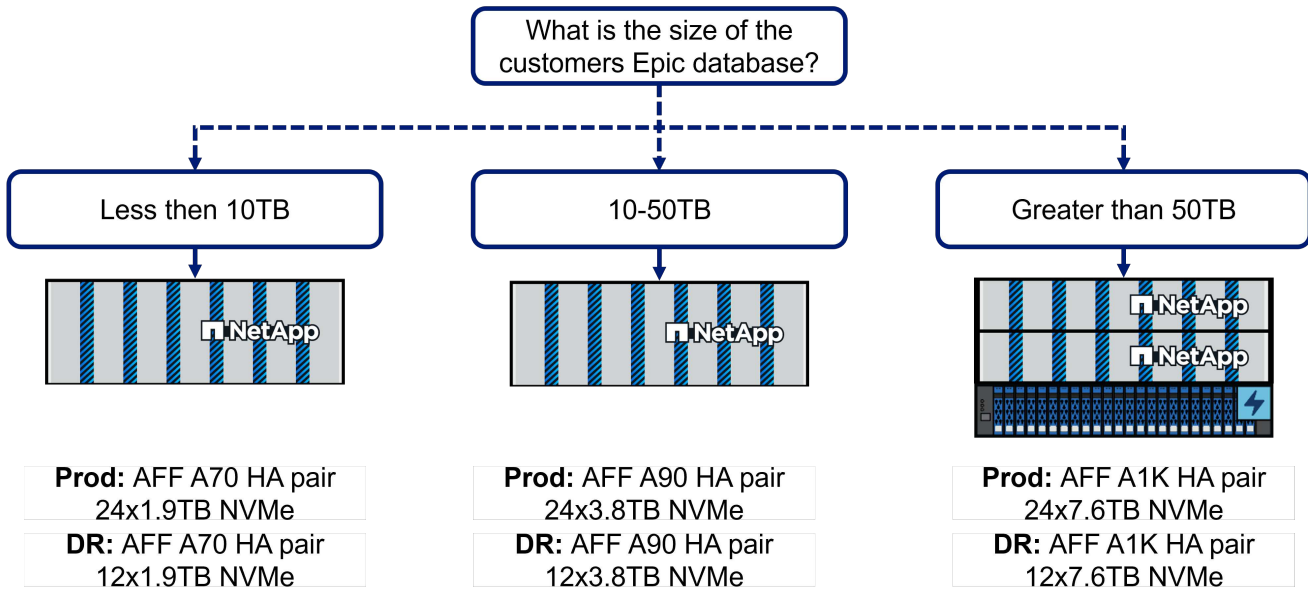 What is the size of the
customers Epic database?
Less then 10TB
10-50TB
Greater than 50TB
NetApp
NetApp
NetApp
NetApp
Prod: AFF A70 HA pair
24x1.9TB NVMe
DR: AFF A70 HA pair
12x1.9TB NVMe
Prod: AFF A90 HA pair
24x3.8TB NVMe
DR: AFF A90 HA pair
12x3.8TB NVMe
Prod: AFF A1K HA pair
24x7.6TB NVMe
DR: AFF A1K HA pair
12x7.6TB NVMe